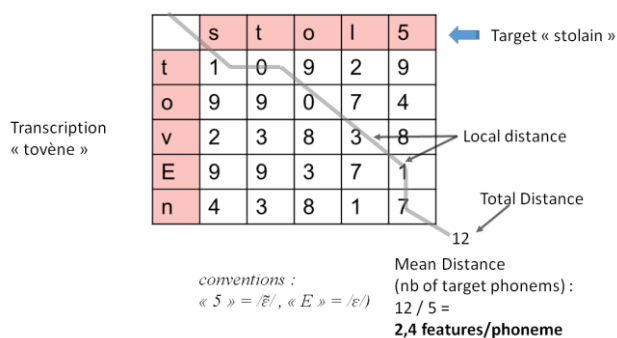 s t o l 5
Target « stolain »
t 1 0 9 2 9
o 9 9 0 7 4
Transcription
« tovène »
v 2 3 8 3 8
Local distance
E 9 9 3 7 1
n 4 3 8 1 7
Total Distance
12
conventions :
« 5 » = /ɛ̃/ , « E » = /ɛ/)
Mean Distance
(nb of target phonems) :
12 / 5 =
2,4 features/phoneme